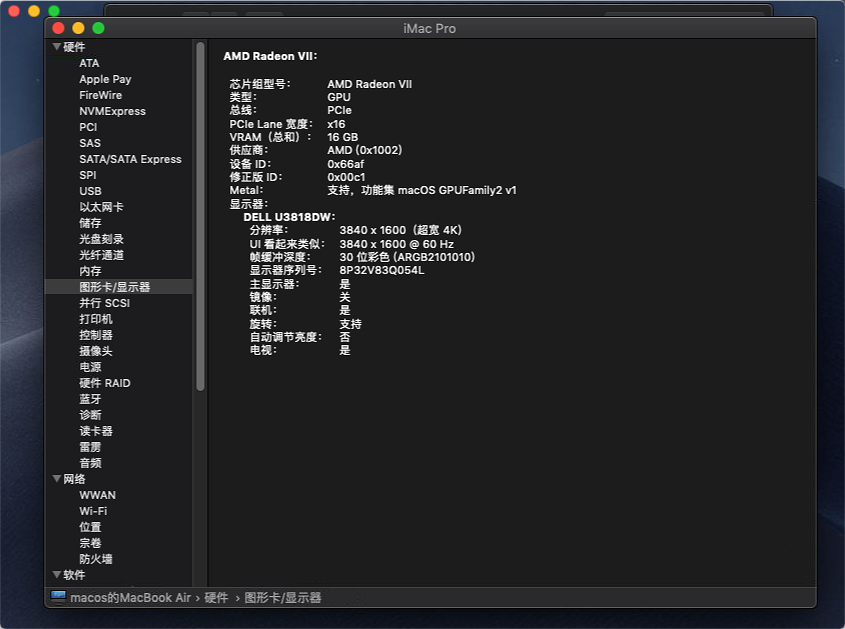 iMac Pro
硬件
ATA
Apple Pay
FireWire
NVMExpress
PCI
SAS
SATA/SATA Express
SPI
USB
以太网卡
储存
光盘刻录
光纤通道
内存
图形卡/显示器
并行 SCSI
打印机
控制器
摄像头
电源
硬件 RAID
蓝牙
诊断
读卡器
雷雳
音频
网络
WWAN
Wi-Fi
位置
宗卷
防火墙
软件
AMD Radeon VII：
芯片组型号： AMD Radeon VII
类型： GPU
总线： PCIe
PCIe Lane 宽度： x16
VRAM（总和）： 16 GB
供应商： AMD (0x1002)
设备 ID： 0x66af
修正版 ID： 0x00c1
Metal： 支持，功能集 macOS GPUFamily2 v1
显示器：
DELL U3818DW：
分辨率： 3840 x 1600（超宽 4K）
UI 看起来类似： 3840 x 1600 @ 60 Hz
帧缓冲深度： 30 位彩色 (ARGB2101010)
显示器序列号： 8P32V83Q054L
主显示器： 是
镜像： 关
联机： 是
旋转： 支持
自动调节亮度： 否
电视： 是
macos的MacBook Air › 硬件 › 图形卡/显示器